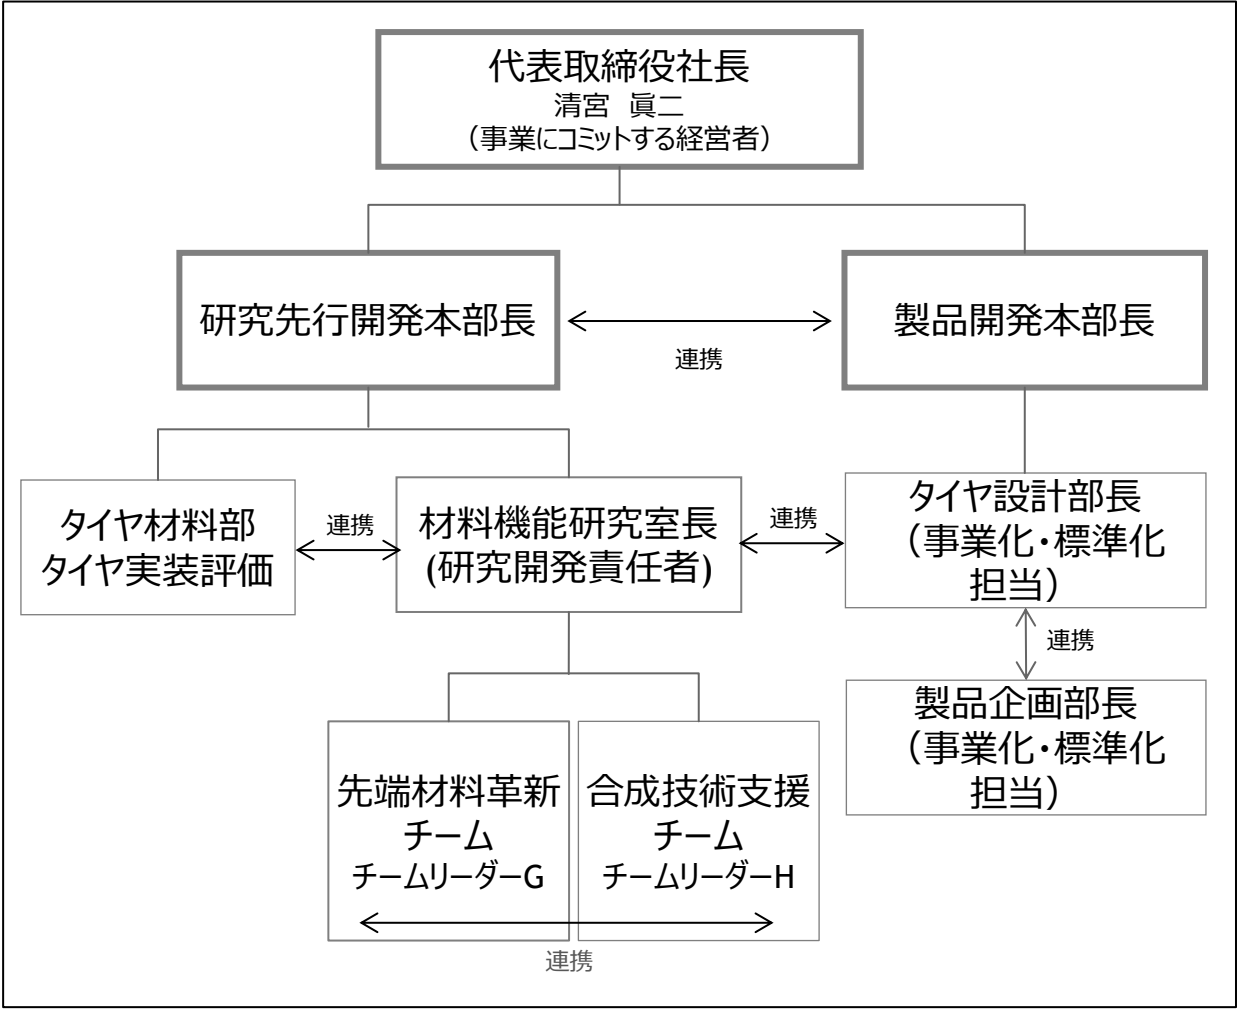 代表取締役社長
清宮　眞二
（事業にコミットする経営者）
研究先行開発本部長
製品開発本部長
連携
タイヤ材料部
タイヤ実装評価
連携
材料機能研究室長
(研究開発責任者)
連携
タイヤ設計部長
（事業化・標準化
担当）
連携
製品企画部長
（事業化・標準化
担当）
先端材料革新
チーム
チームリーダーG
合成技術支援
チーム
チームリーダーH
連携